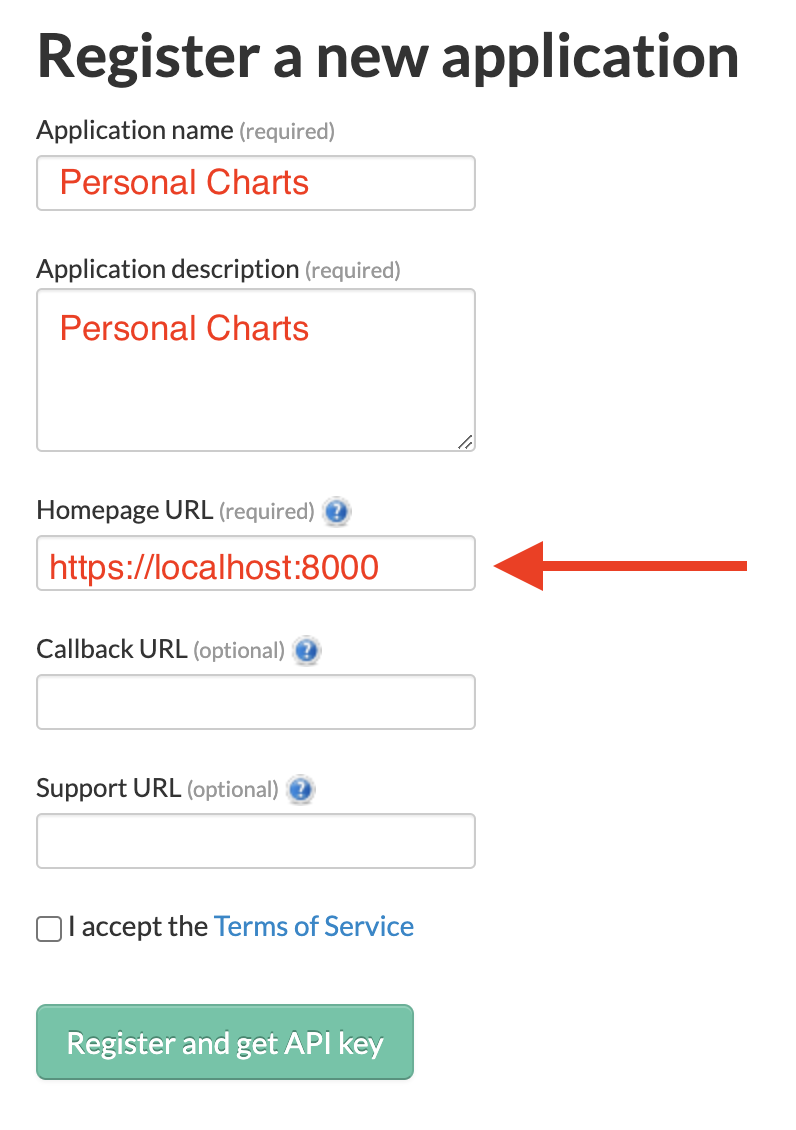 Register a new application
Application name (required)
Personal Charts
Application description (required)
Personal Charts
Homepage URL (required) ?
https://localhost:8000
Callback URL (optional) ?
Support URL (optional) ?
I accept the Terms of Service
Register and get API key